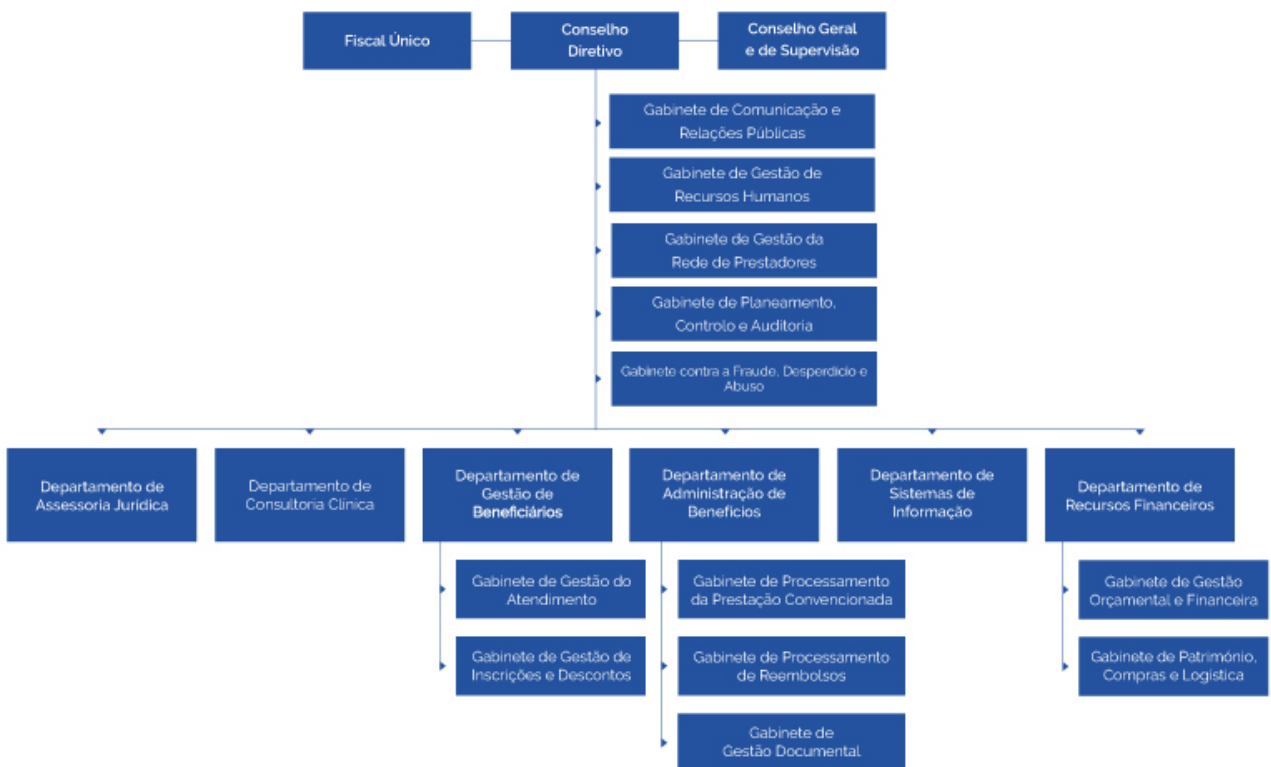 Fiscal Único
Conselho
Diretivo
Conselho Geral
e de Supervisão
Gabinete de Comunicação e
Relações Públicas
Gabinete de Gestão de
Recursos Humanos
Gabinete de Gestão da
Rede de Prestadores
Gabinete de Planeamento,
Controlo e Auditoria
Gabinete contra a Fraude, Desperdício e
Abuso
Departamento de
Assessoria Jurídica
Departamento de
Consultoria Clínica
Departamento de
Gestão de
Beneficiários
Departamento de
Administração de
Benefícios
Departamento de
Sistemas de
Informação
Departamento de
Recursos Financeiros
Gabinete de Gestão do
Atendimento
Gabinete de Gestão de
Inscrições e Descontos
Gabinete de Processamento
da Prestação Convencionada
Gabinete de Processamento
de Reembolsos
Gabinete de
Gestão Documental
Gabinete de Gestão
Orçamental e Financeira
Gabinete de Património,
Compras e Logística